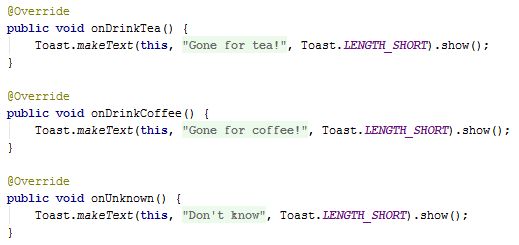 @Override
public void onDrinkTea() {
    Toast.makeText(this, "Gone for tea!", Toast.LENGTH_SHORT).show();
}
@Override
public void onDrinkCoffee() {
    Toast.makeText(this, "Gone for coffee!", Toast.LENGTH_SHORT).show();
}
@Override
public void onUnknown() {
    Toast.makeText(this, "Don't know", Toast.LENGTH_SHORT).show();
}